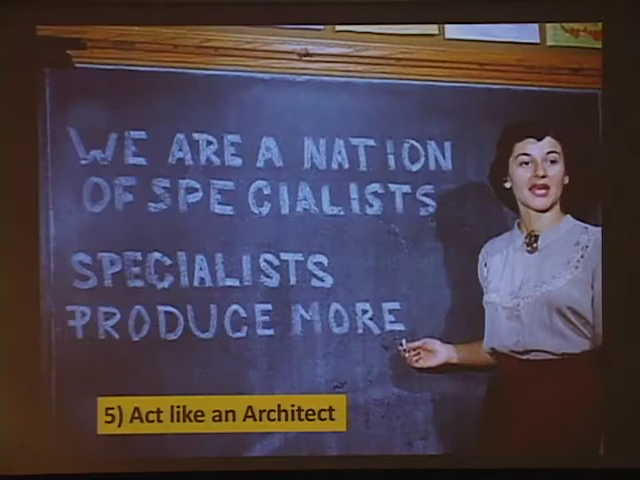 WE ARE A NATION
OF SPECIALISTS
SPECIALISTS
PRODUCE MORE
5) Act like an Architect